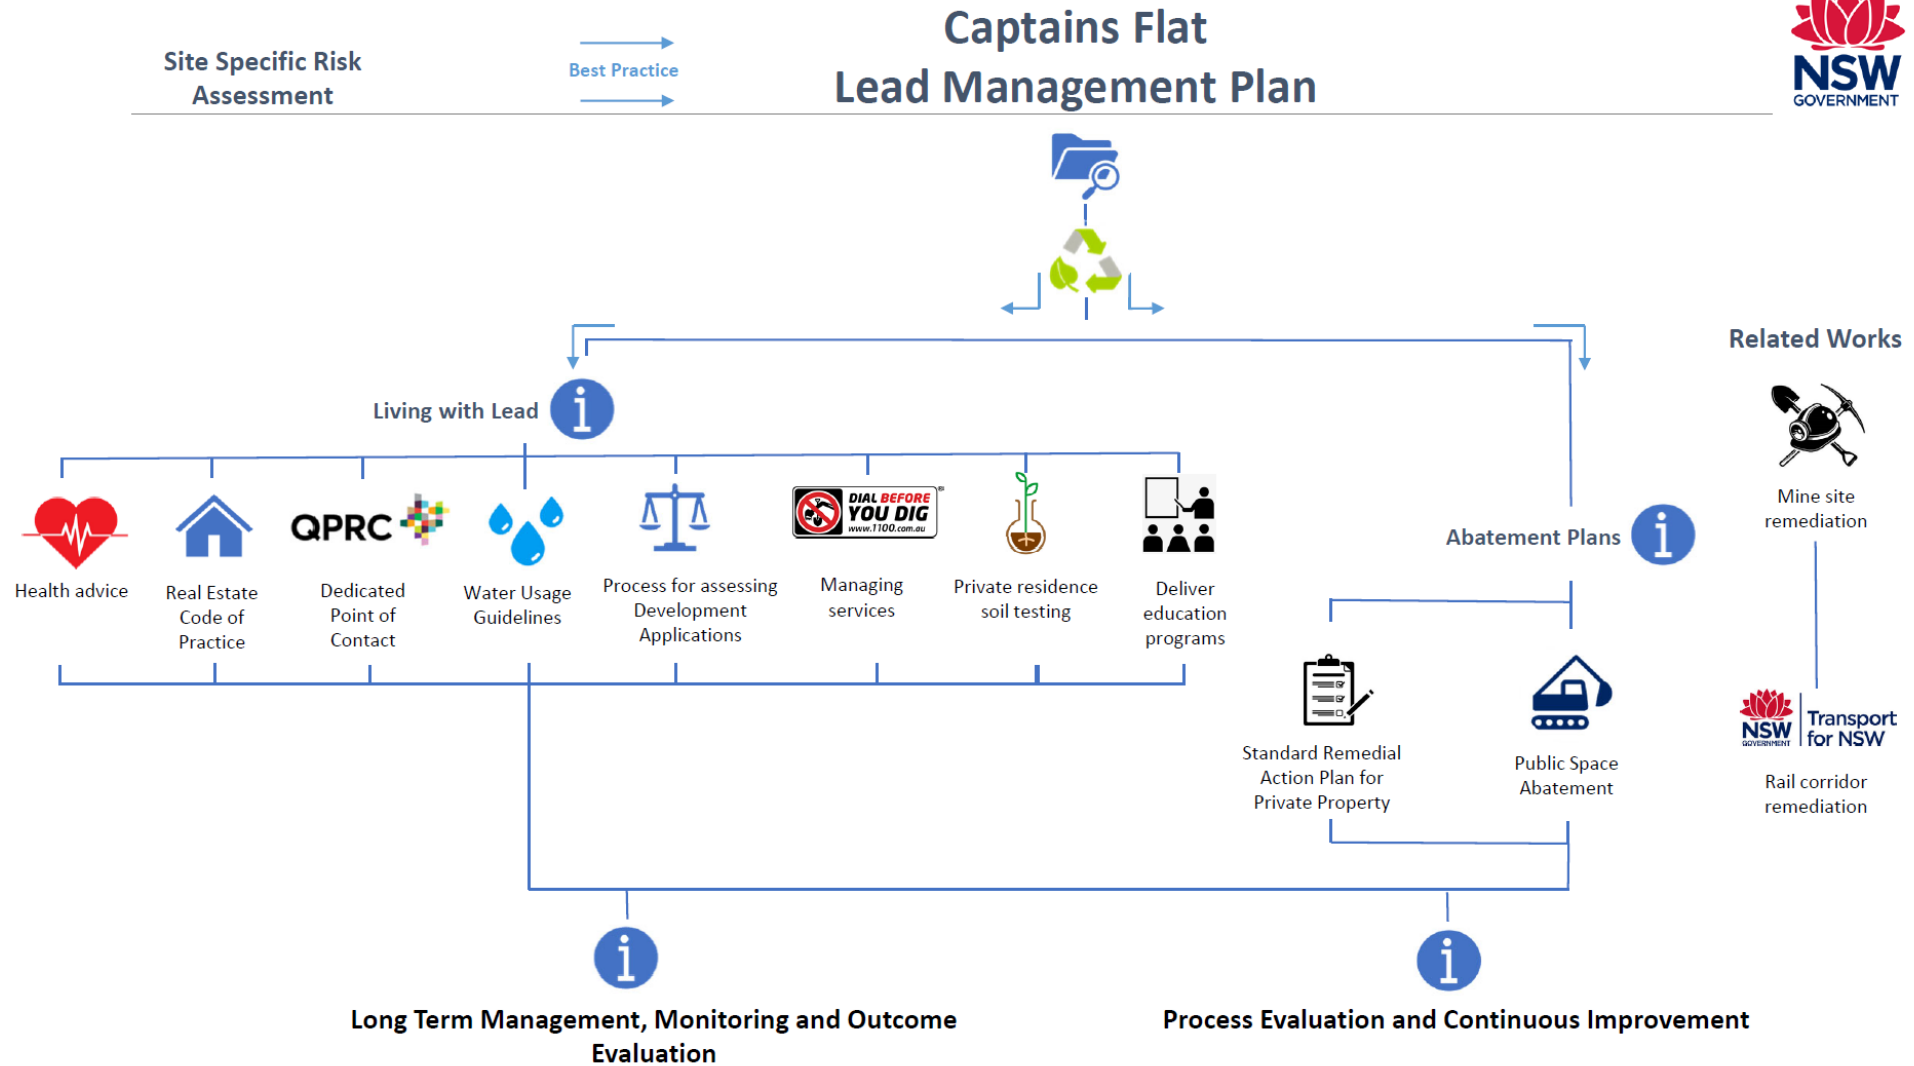 Captains Flat
Lead Management Plan
Site Specific Risk
Assessment
Best Practice
NSW
GOVERNMENT
Related Works
Living with Lead
Mine site
remediation
Abatement Plans
QPRC
DIAL BEFORE
YOU DIG
www.1100.com.au
Health advice
Real Estate
Code of
Practice
Dedicated
Point of
Contact
Water Usage
Guidelines
Process for assessing
Development
Applications
Managing
services
Private residence
soil testing
Deliver
education
programs
NSW
GOVERNMENT
Transport
for NSW
Standard Remedial
Action Plan for
Private Property
Public Space
Abatement
Rail corridor
remediation
Long Term Management, Monitoring and Outcome
Evaluation
Process Evaluation and Continuous Improvement